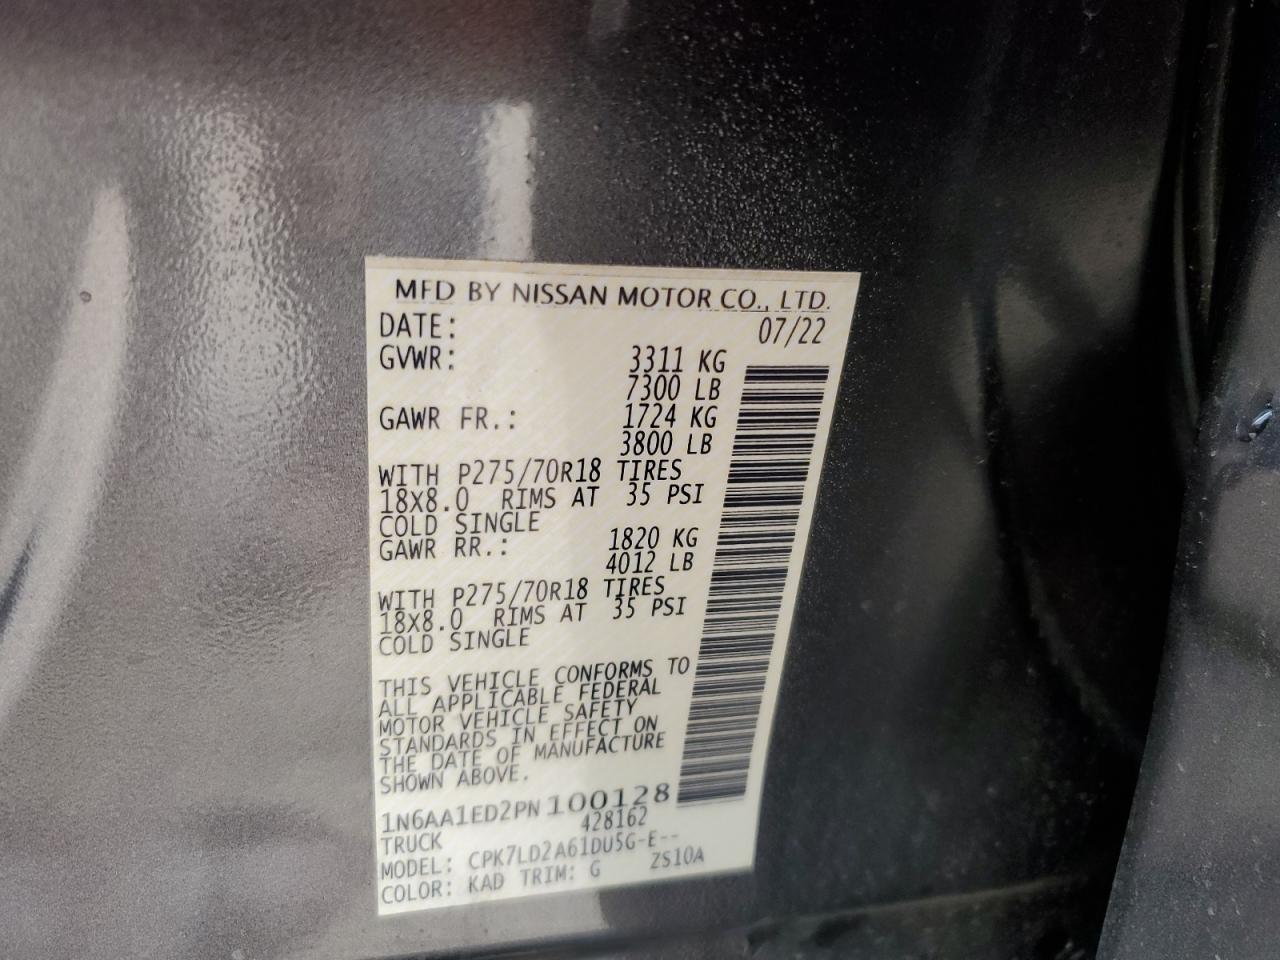 MFD BY NISSAN MOTOR CO., LTD.
DATE: 07/22
GVWR: 3311 KG
7300 LB
GAWR FR.: 1724 KG
3800 LB
WITH P275/70R18 TIRES
18X8.0 RIMS AT 35 PSI
COLD SINGLE
GAWR RR.: 1820 KG
4012 LB
WITH P275/70R18 TIRES
18X8.0 RIMS AT 35 PSI
COLD SINGLE
THIS VEHICLE CONFORMS TO
ALL APPLICABLE FEDERAL
MOTOR VEHICLE SAFETY
STANDARDS IN EFFECT ON
THE DATE OF MANUFACTURE
SHOWN ABOVE.
1N6AA1ED2PN100128
TRUCK 428162
MODEL: CPK7LD2A61DU5G-E--
COLOR: KAD TRIM: G ZS10A